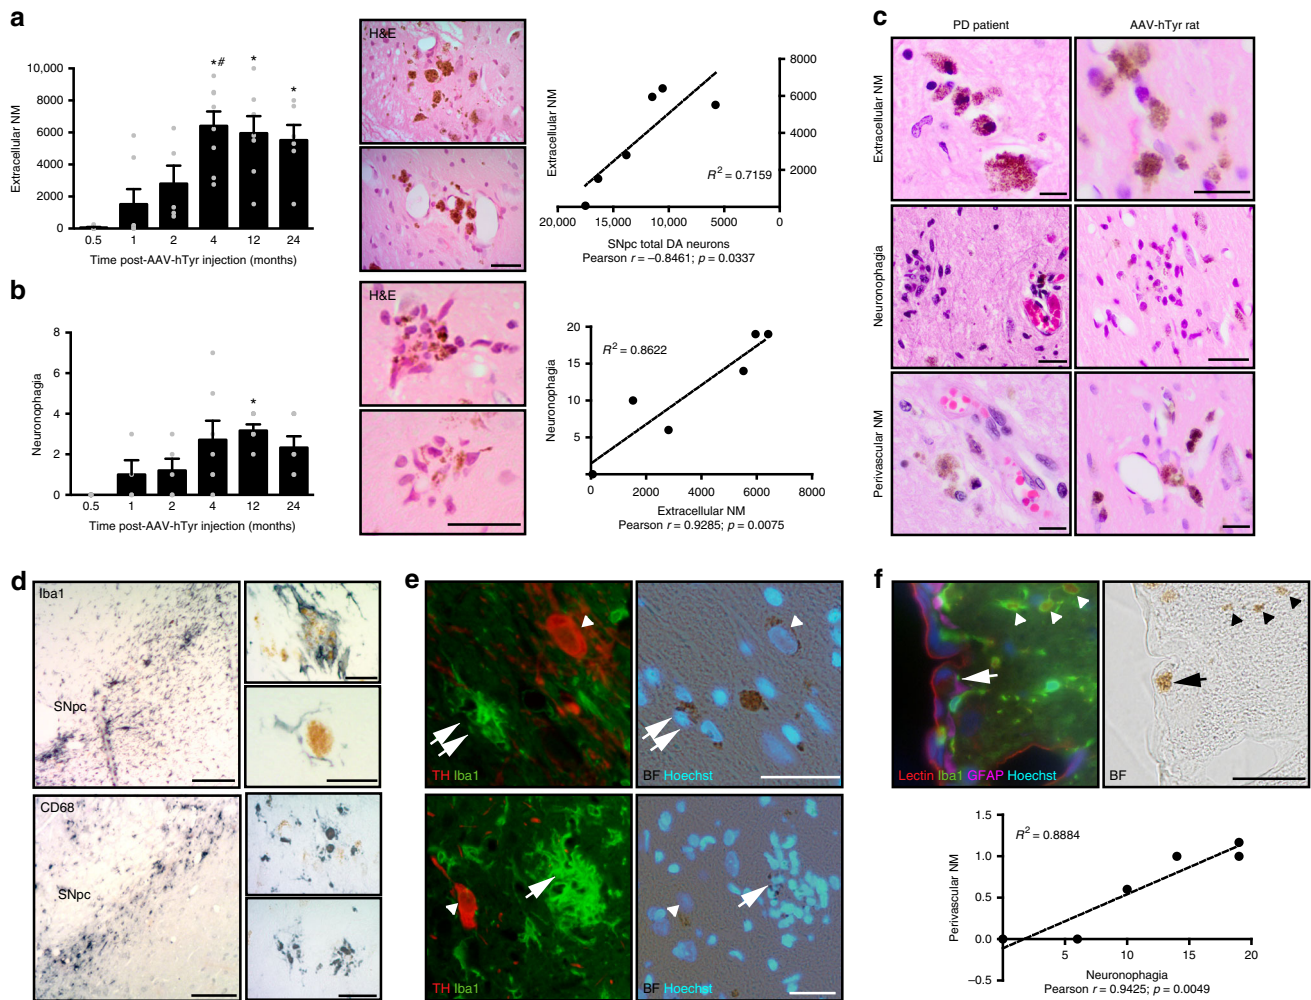 a
10,000
8000
6000
4000
2000
0
Extracellular NM
*#
*
*
0.5 1 2 4 12 24
Time post-AAV-hTyr injection (months)
H&E
Extracellular NM
8000
6000
4000
2000
R² = 0.7159
20,000 15,000 10,000 5000 0
SNpc total DA neurons
Pearson r = –0.8461; p = 0.0337
b
8
6
4
2
0
Neuronophagia
*
0.5 1 2 4 12 24
Time post-AAV-hTyr injection (months)
H&E
Neuronophagia
20
15
10
5
R² = 0.8622
0 2000 4000 6000 8000
Extracellular NM
Pearson r = 0.9285; p = 0.0075
c
PD patient AAV-hTyr rat
Extracellular NM
Neuronophagia
Perivascular NM
d
Iba1
SNpc
CD68
SNpc
e
TH Iba1
BF Hoechst
TH Iba1
BF Hoechst
f
Lectin Iba1 GFAP Hoechst
BF
Perivascular NM
1.5
1.0
0.5
0.0
–0.5
R² = 0.8884
5 10 15 20
Neuronophagia
Pearson r = 0.9425; p = 0.0049